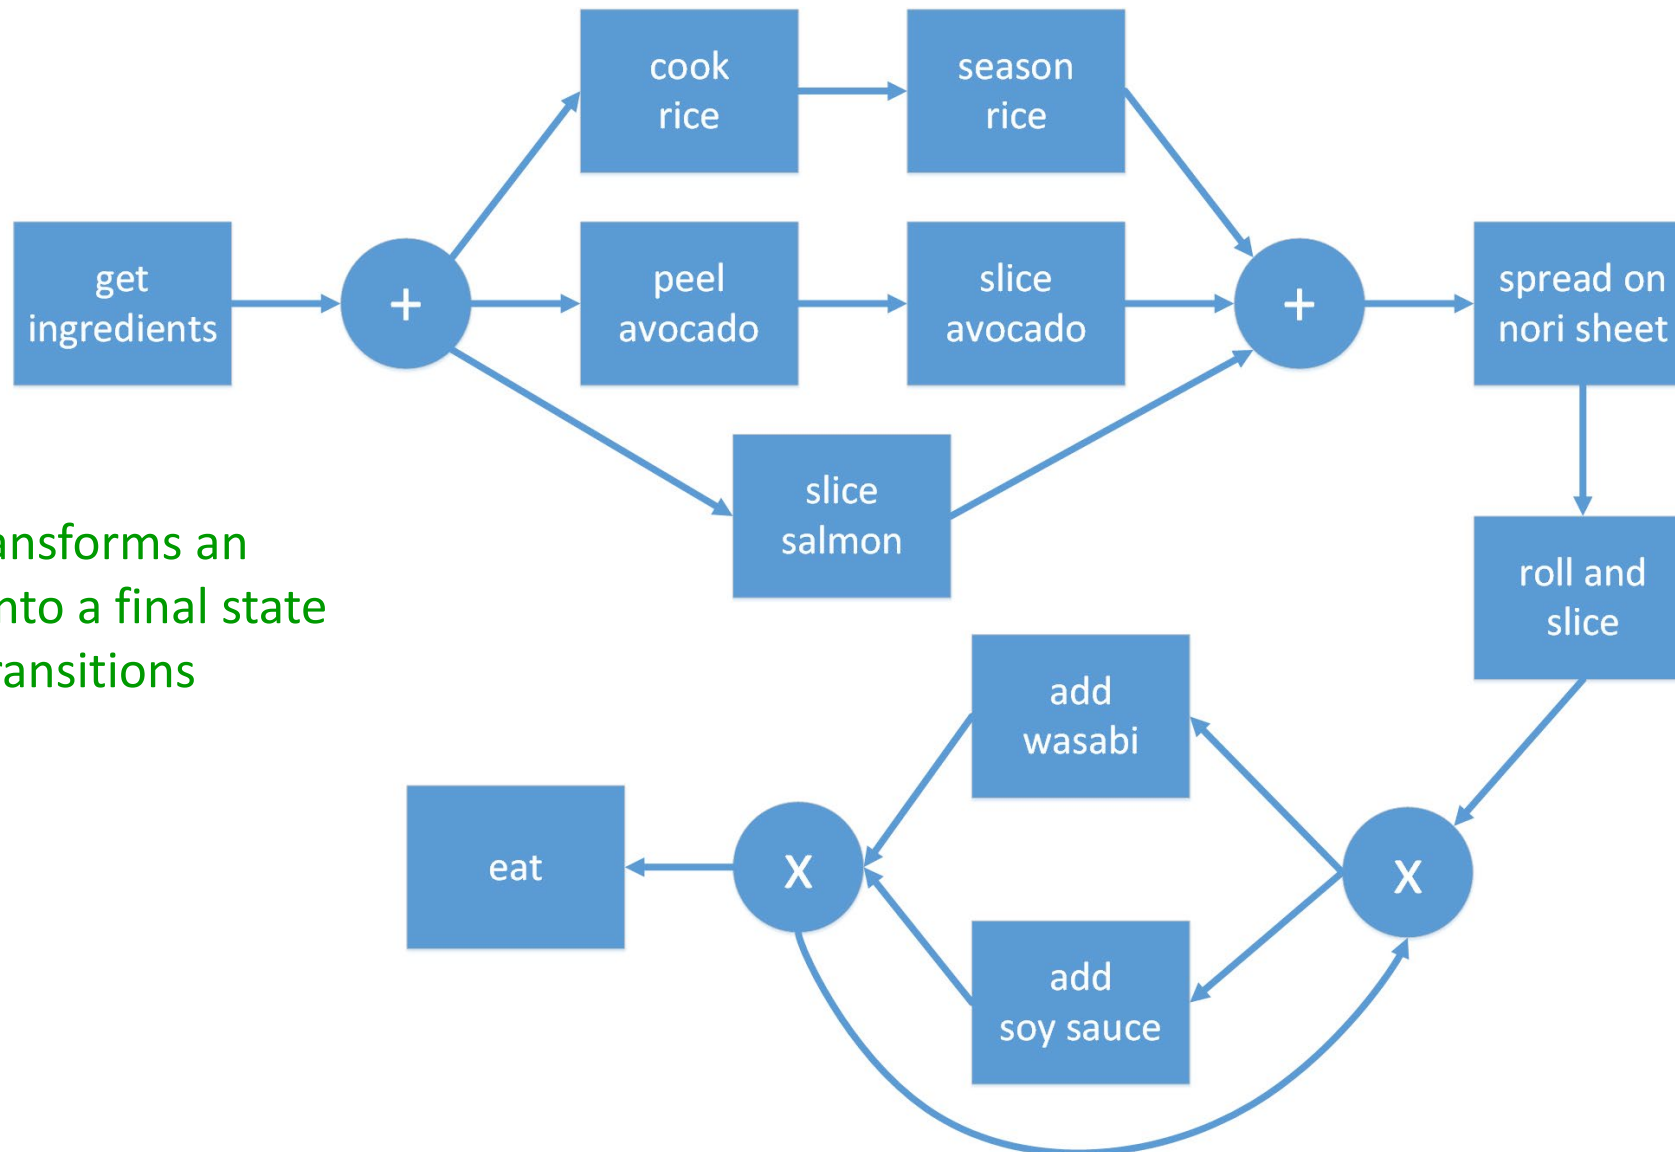 cook
rice
season
rice
get
ingredients
+
peel
avocado
slice
avocado
+
spread on
nori sheet
slice
salmon
ansforms an
nto a final state
ransitions
roll and
slice
add
wasabi
eat
x
x
add
soy sauce